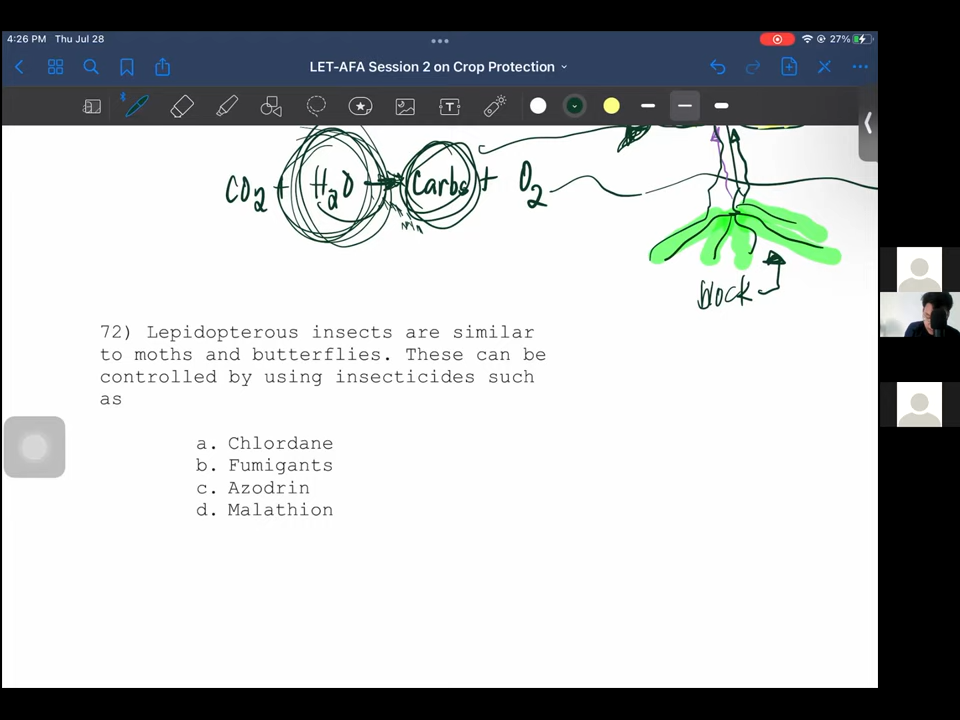 4:26 PM Thu Jul 28
27%
LET-AFA Session 2 on Crop Protection
T
CO2 + H2O → Carbs + O2
block
72) Lepidopterous insects are similar
to moths and butterflies. These can be
controlled by using insecticides such
as
a. Chlordane
b. Fumigants
c. Azodrin
d. Malathion